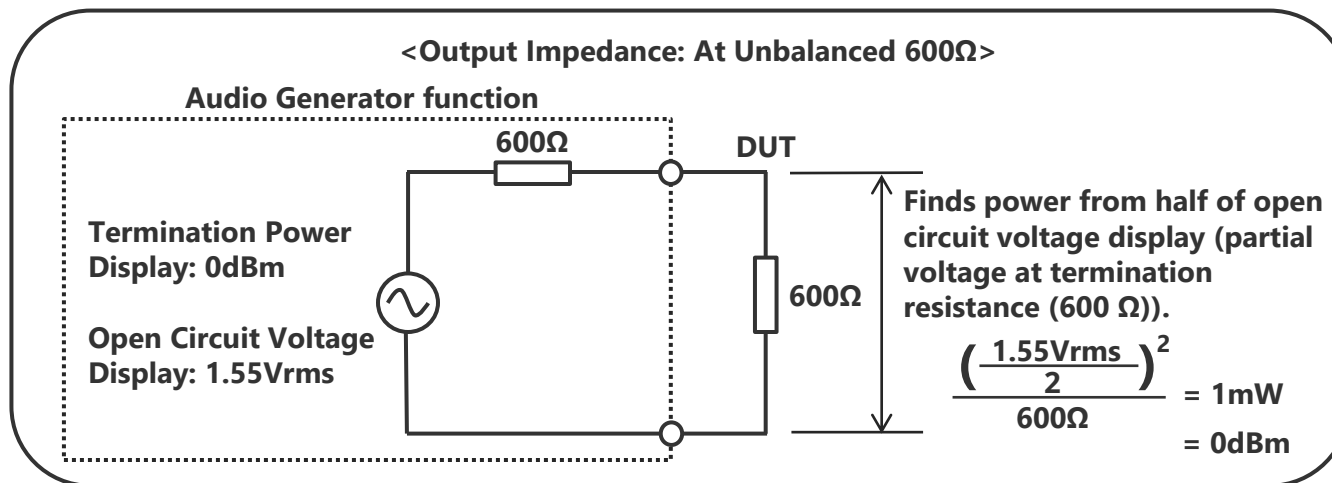 <Output Impedance: At Unbalanced 600Ω>
Audio Generator function
600Ω
DUT
Termination Power
Display: 0dBm
Open Circuit Voltage
Display: 1.55Vrms
600Ω
Finds power from half of open
circuit voltage display (partial
voltage at termination
resistance (600 Ω)).
(1.55Vrms
2
)2
600Ω
= 1mW
= 0dBm